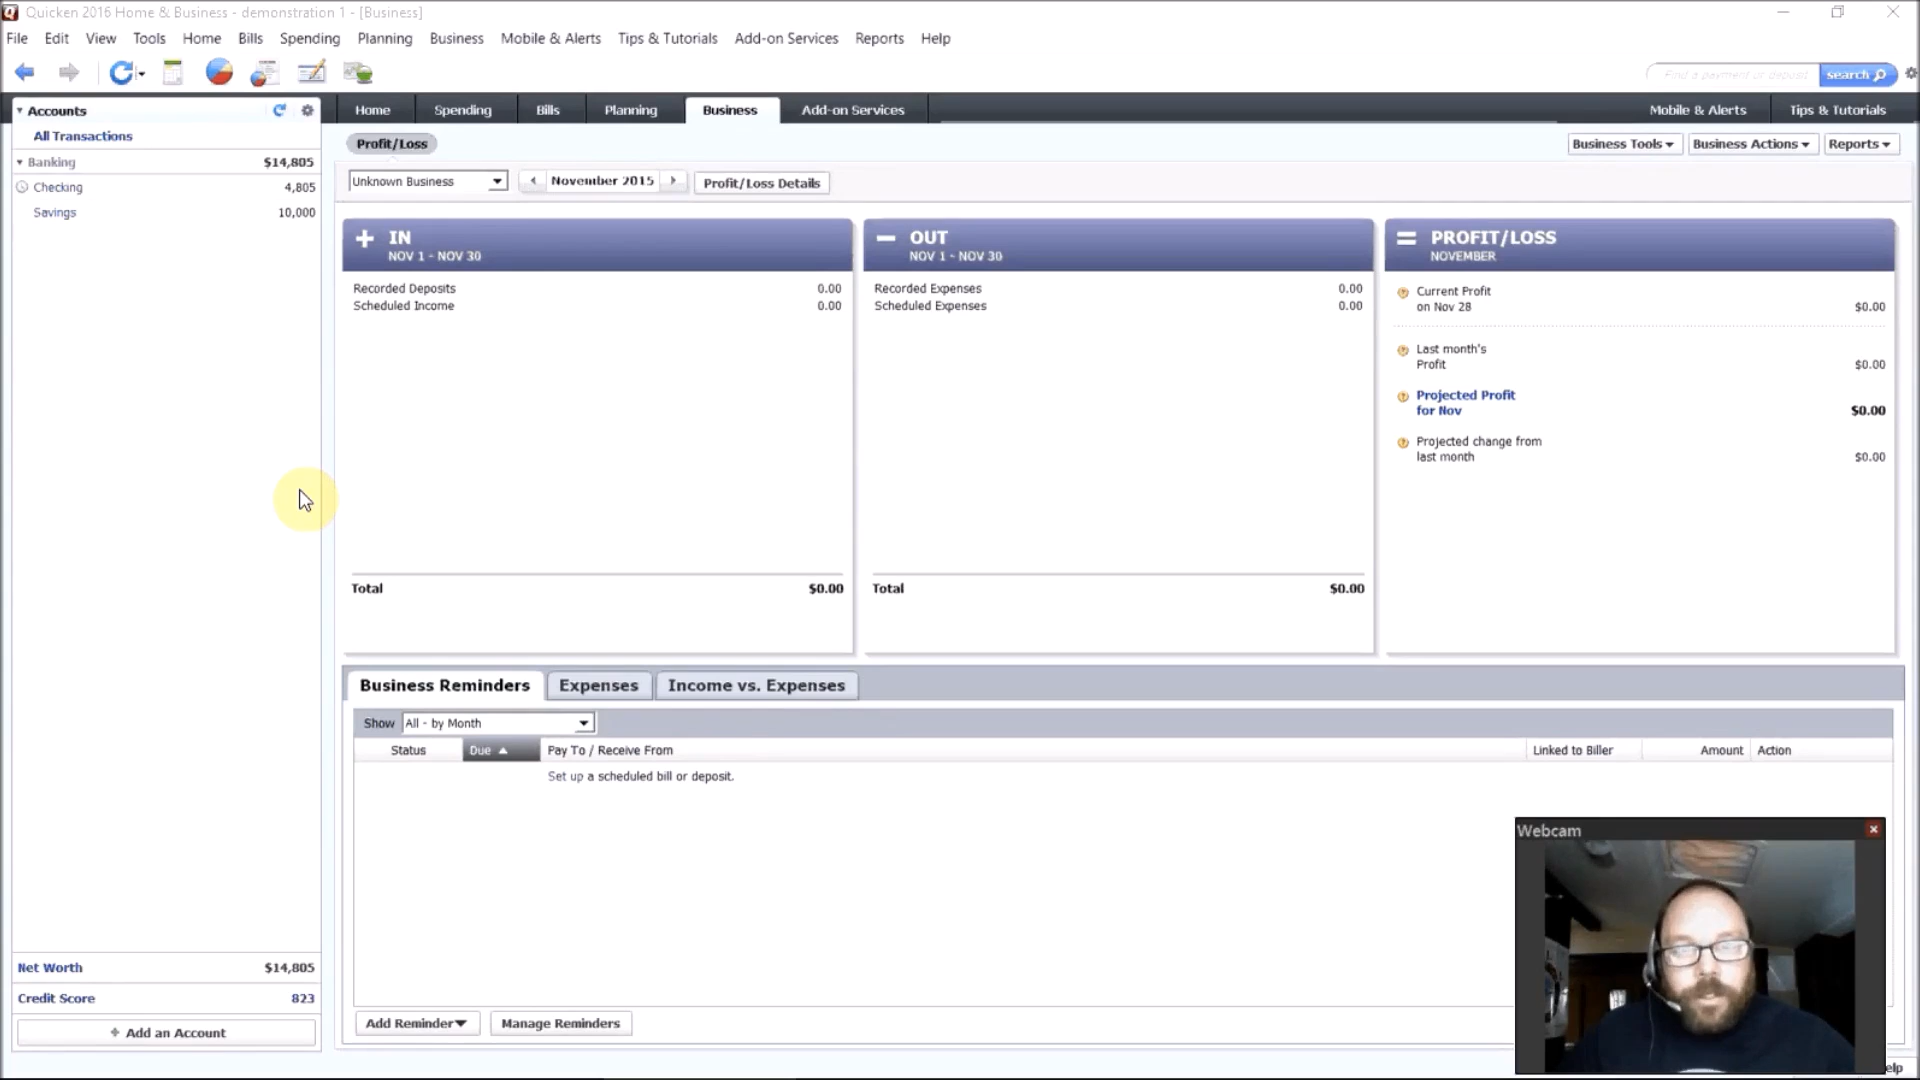 Quicken 2016 Home & Business - demonstration 1 - [Business]
File Edit View Tools Home Bills Spending Planning Business Mobile & Alerts Tips & Tutorials Add-on Services Reports Help
Find a payment or deposit search
Accounts
Home Spending Bills Planning Business Add-on Services Mobile & Alerts Tips & Tutorials
All Transactions
Profit/Loss Business Tools Business Actions Reports
Banking $14,805
Unknown Business November 2015 Profit/Loss Details
Checking 4,805
Savings 10,000
IN
NOV 1 - NOV 30
Recorded Deposits 0.00
Scheduled Income 0.00
Total $0.00
OUT
NOV 1 - NOV 30
Recorded Expenses 0.00
Scheduled Expenses 0.00
Total $0.00
PROFIT/LOSS
NOVEMBER
Current Profit
on Nov 28 $0.00
Last month's
Profit $0.00
Projected Profit
for Nov $0.00
Projected change from
last month $0.00
Business Reminders Expenses Income vs. Expenses
Show All - by Month
Status Due Pay To / Receive From Linked to Biller Amount Action
Set up a scheduled bill or deposit.
Webcam
Net Worth $14,805
Credit Score 823
+ Add an Account
Add Reminder Manage Reminders
elp